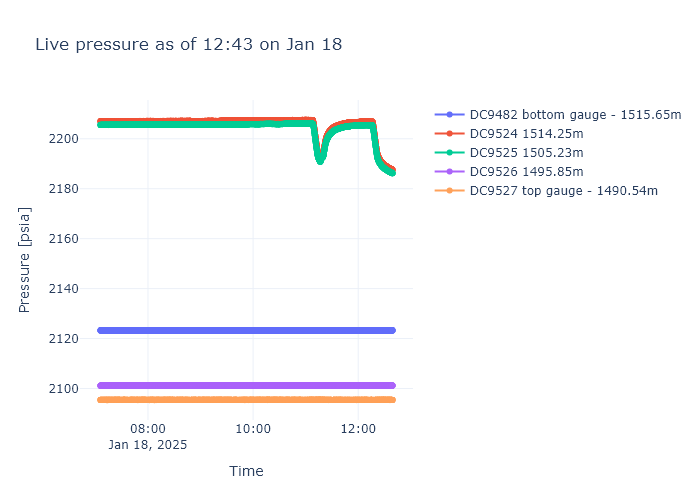 Live pressure as of 12:43 on Jan 18
DC9482 bottom gauge - 1515.65m
DC9524 1514.25m
DC9525 1505.23m
DC9526 1495.85m
DC9527 top gauge - 1490.54m
Pressure [psia]
2200
2180
2160
2140
2120
2100
08:00 10:00 12:00
Jan 18, 2025
Time